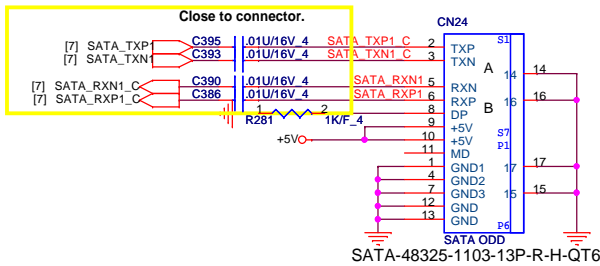 Close to connector.
CN24
[7] SATA_TXP1 C395 .01U/16V_4 SATA_TXP1_C 2 TXP S1
[7] SATA_TXN1 C393 .01U/16V_4 SATA_TXN1_C 3 TXN
A 14 14
[7] SATA_RXN1_C C390 .01U/16V_4 SATA_RXN1 5 RXN
[7] SATA_RXP1_C C386 .01U/16V_4 SATA_RXP1 6 RXP B 16 16
R281 1 2 1K/F_4 8 DP
9 +5V
+5V 10 +5V S7
11 MD P1
1 GND1 17 17
4 GND2
7 GND3 15 15
12 GND
13 GND P6
SATA ODD
SATA-48325-1103-13P-R-H-QT6